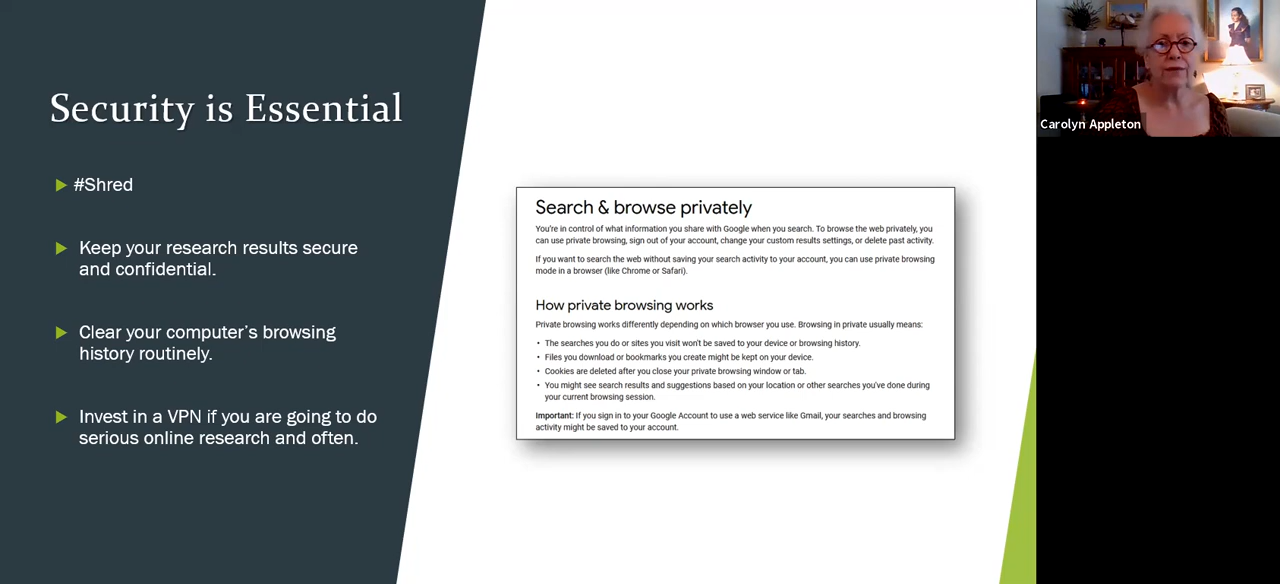 Security is Essential
#Shred
Keep your research results secure
and confidential.
Clear your computer’s browsing
history routinely.
Invest in a VPN if you are going to do
serious online research and often.
Search & browse privately
You're in control of what information you share with Google when you search. To browse the web privately, you
can use private browsing, sign out of your account, change your custom results settings, or delete past activity.
If you want to search the web without saving your search activity to your account, you can use private browsing
mode in a browser (like Chrome or Safari).
How private browsing works
Private browsing works differently depending on which browser you use. Browsing in private usually means:
• The searches you do or sites you visit won't be saved to your device or browsing history.
• Files you download or bookmarks you create might be kept on your device.
• Cookies are deleted after you close your private browsing window or tab.
• You might see search results and suggestions based on your location or other searches you've done during
your current browsing session.
Important: If you sign in to your Google Account to use a web service like Gmail, your searches and browsing
activity might be saved to your account.
Carolyn Appleton